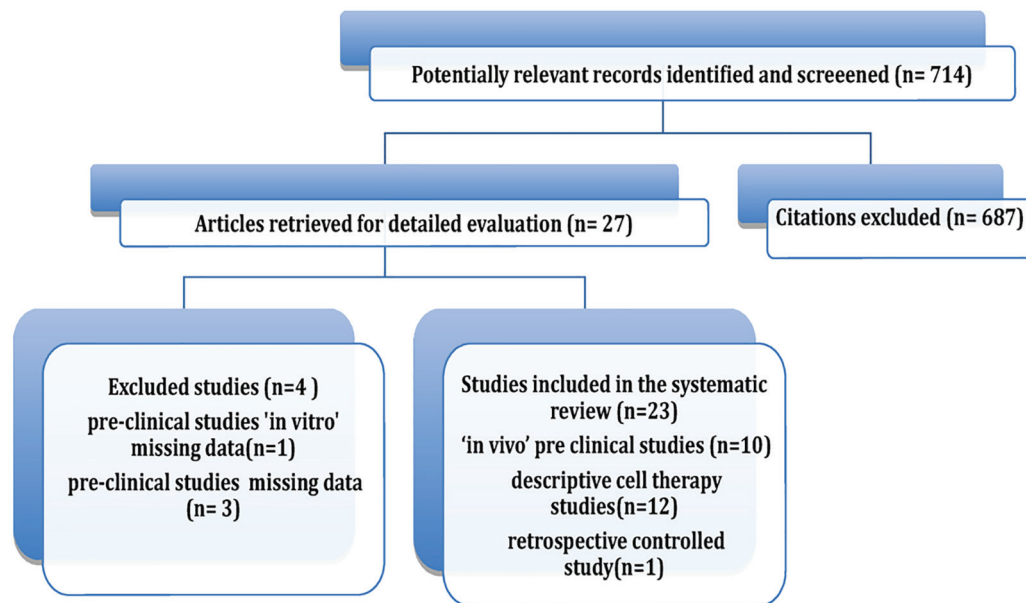 Potentially relevant records identified and screeened (n= 714)
Articles retrieved for detailed evaluation (n= 27)
Citations excluded (n= 687)
Excluded studies (n=4 )
pre-clinical studies 'in vitro'
missing data(n=1)
pre-clinical studies missing data
(n= 3)
Studies included in the systematic
review (n=23)
‘in vivo’ pre clinical studies (n=10)
descriptive cell therapy
studies(n=12)
retrospective controlled
study(n=1)